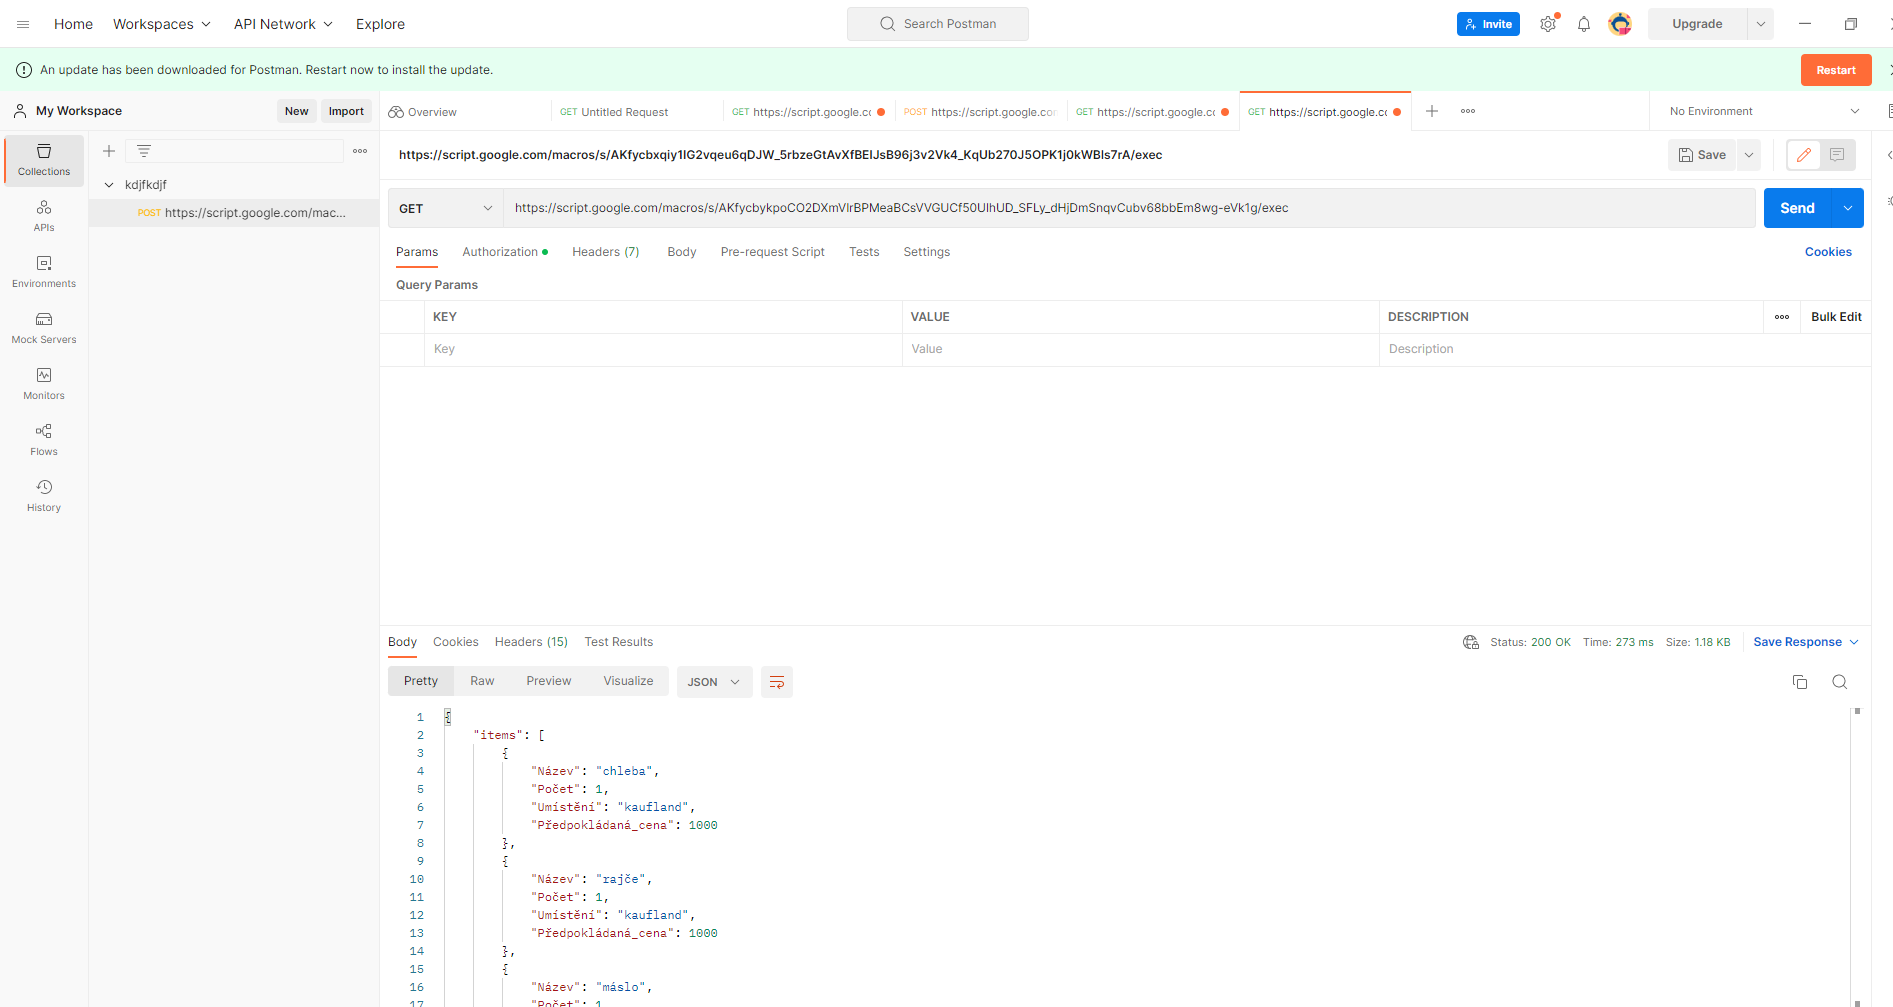 Home Workspaces API Network Explore Search Postman Invite Upgrade
An update has been downloaded for Postman. Restart now to install the update. Restart
My Workspace New Import Overview GET Untitled Request GET https://script.google.cc POST https://script.google.con GET https://script.google.cc GET https://script.google.cc No Environment
Collections
APIs
Environments
Mock Servers
Monitors
Flows
History
kdjfkdjf
POST https://script.google.com/mac...
https://script.google.com/macros/s/AKfycbxqiy1IG2vqeu6qDJW_5rbzeGtAvXfBEIJsB96j3v2Vk4_KqUb270J5OPK1j0kWBIs7rA/exec Save
GET https://script.google.com/macros/s/AKfycbykpoCO2DXmVIrBPMeaBCsVVGUCf50UIhUD_SFLy_dHjDmSnqvCubv68bbEm8wg-eVk1g/exec Send
Params Authorization Headers (7) Body Pre-request Script Tests Settings Cookies
Query Params
KEY VALUE DESCRIPTION Bulk Edit
Key Value Description
Body Cookies Headers (15) Test Results Status: 200 OK Time: 273 ms Size: 1.18 KB Save Response
Pretty Raw Preview Visualize JSON
1 {
2 "items": [
3 {
4 "Název": "chleba",
5 "Počet": 1,
6 "Umístění": "kaufland",
7 "Předpokládaná_cena": 1000
8 },
9 {
10 "Název": "rajče",
11 "Počet": 1,
12 "Umístění": "kaufland",
13 "Předpokládaná_cena": 1000
14 },
15 {
16 "Název": "máslo",
17 "Počet": 1